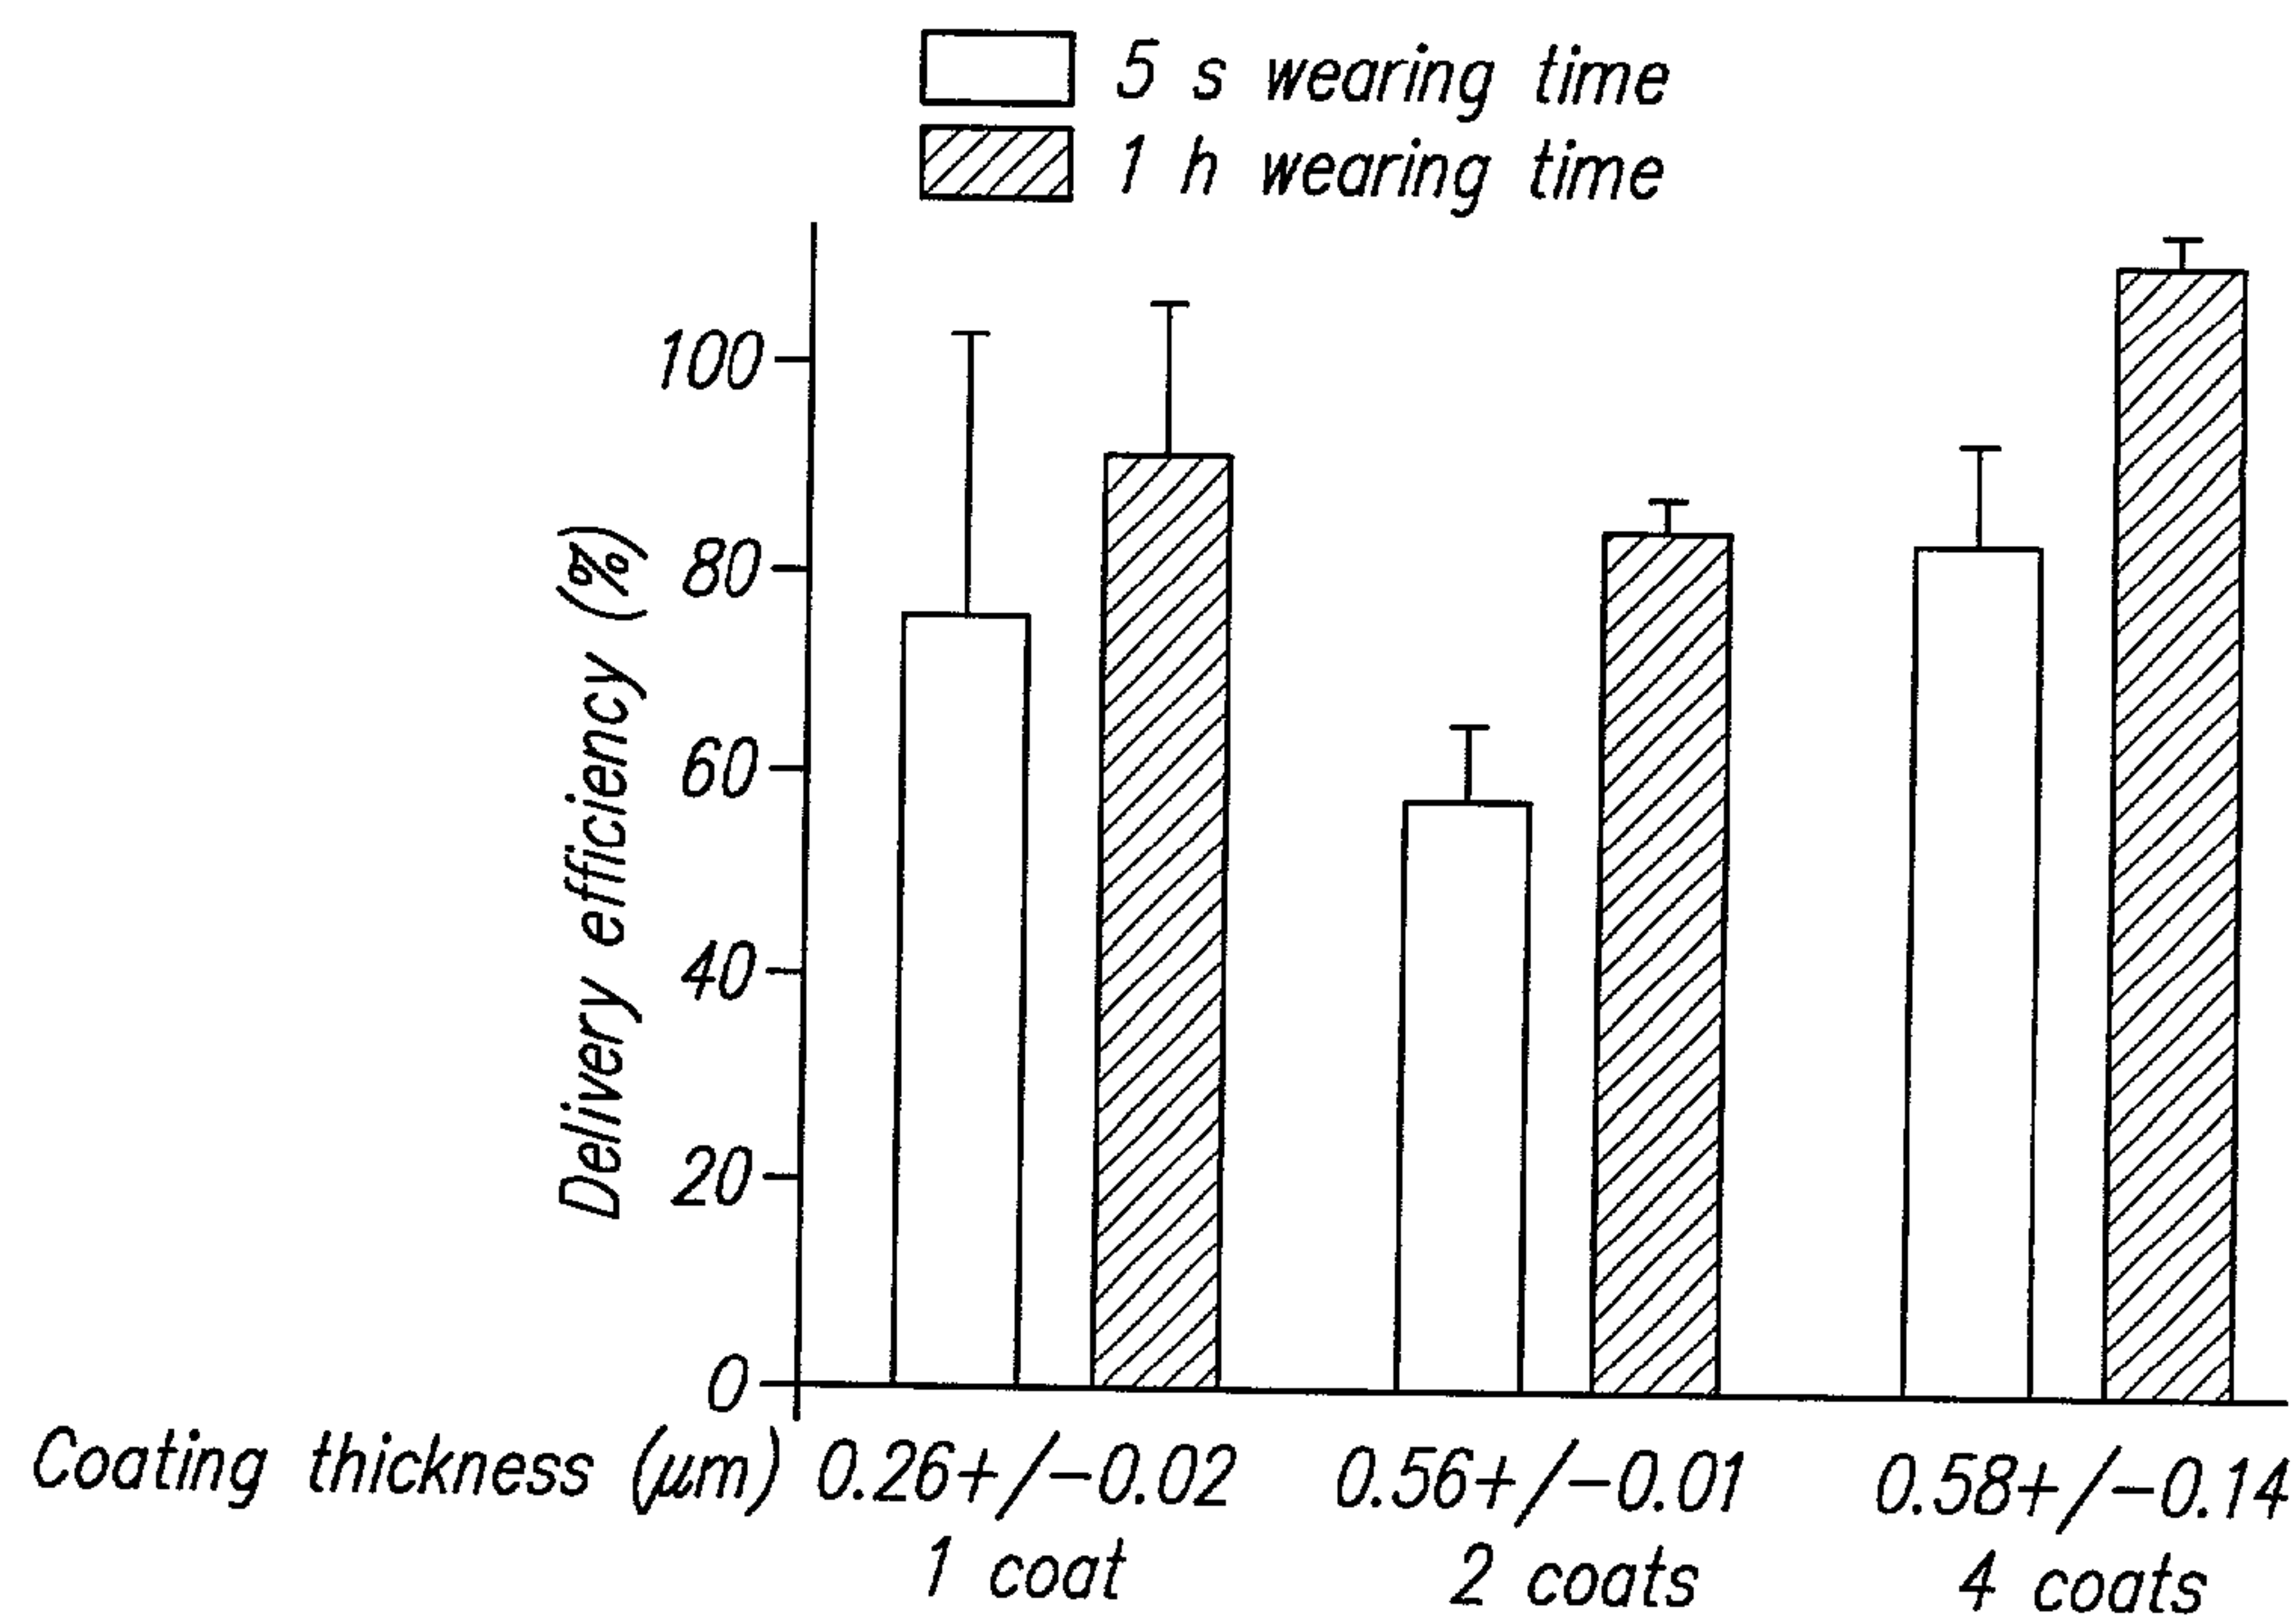 5 s wearing time
1 h wearing time
Delivery efficiency (%)
100
80
60
40
20
0
Coating thickness (μm) 0.26+/-0.02 0.56+/-0.01 0.58+/-0.14
1 coat 2 coats 4 coats